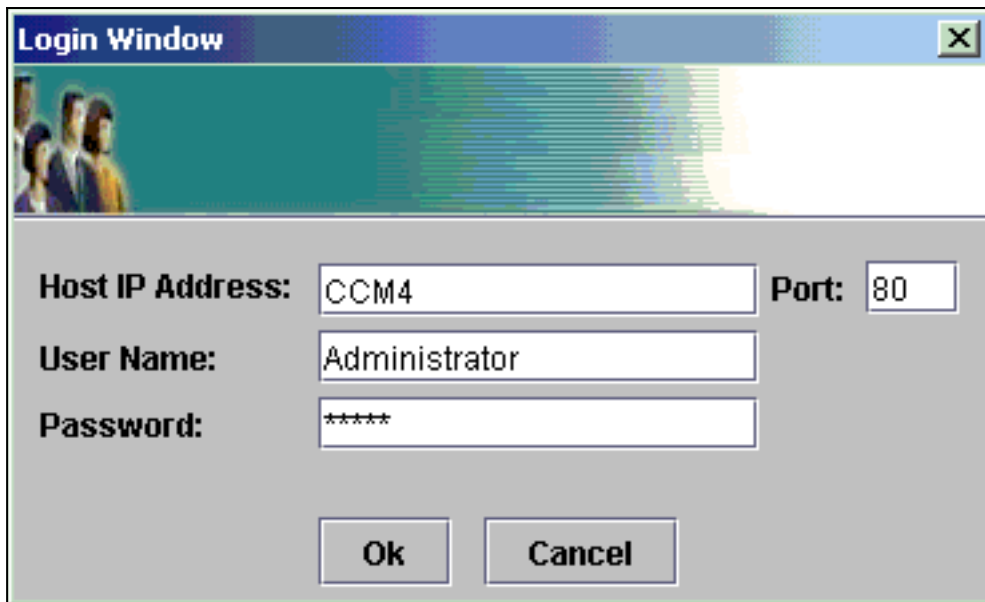 Login Window
Host IP Address: CCM4 Port: 80
User Name: Administrator
Password: *****
Ok Cancel